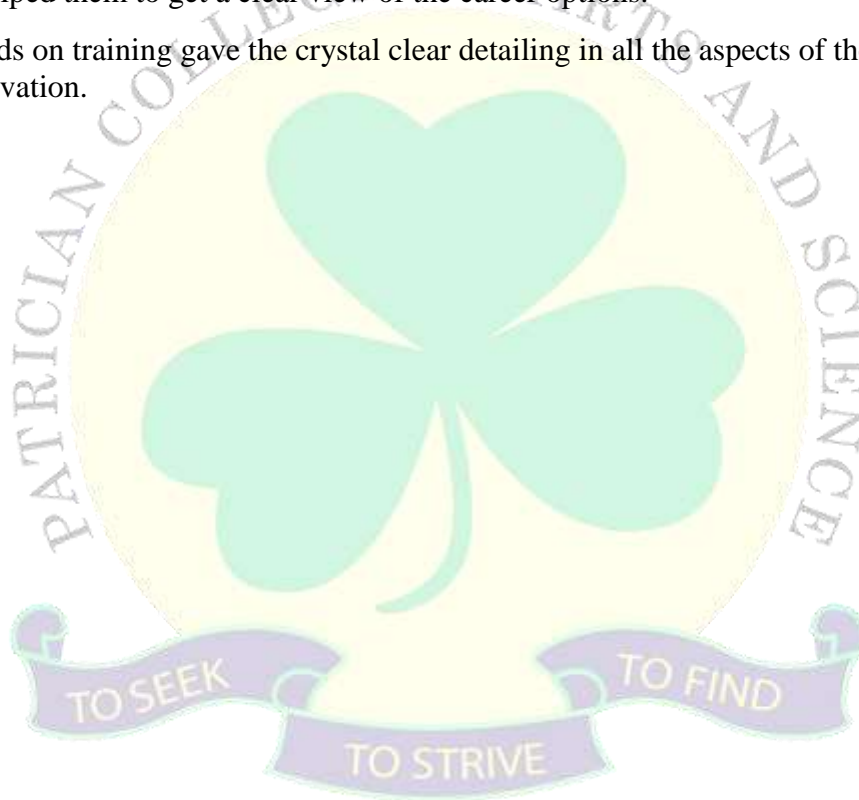 ped them to get a clear view of the career options.
ds on training gave the crystal clear detailing in all the aspects of th
vation.
PATRICIAN COLLEGE ARTS AND SCIENCE
TO SEEK
TO STRIVE
TO FIND